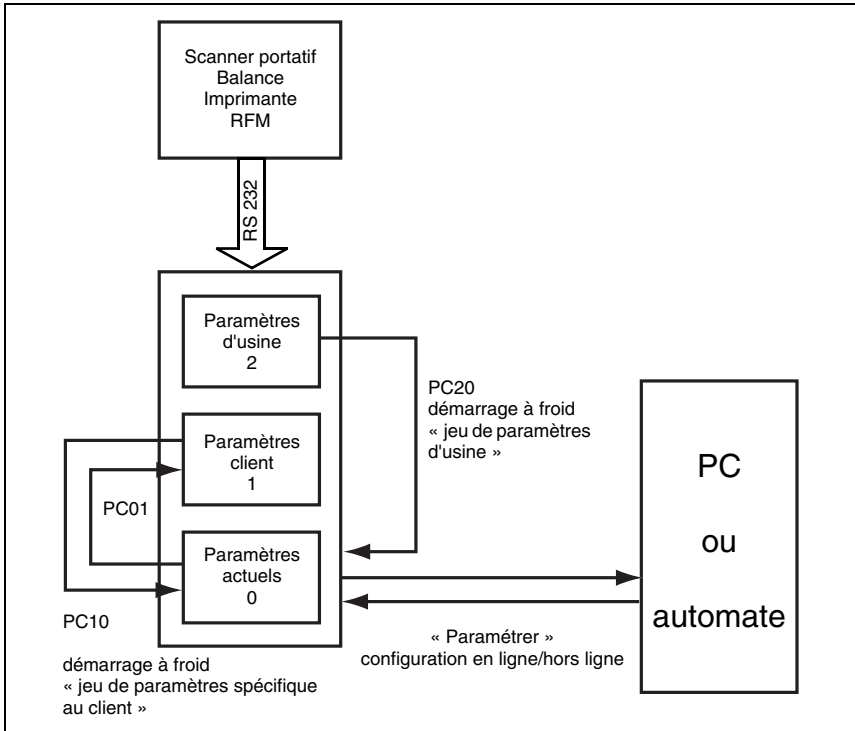 Scanner portatif
Balance
Imprimante
RFM
RS 232
Paramètres
d'usine
2
PC20
démarrage à froid
« jeu de paramètres
d'usine »
Paramètres
client
1
PC01
Paramètres
actuels
0
PC
ou
automate
PC10
démarrage à froid
« jeu de paramètres spécifique
au client »
« Paramétrer »
configuration en ligne/hors ligne